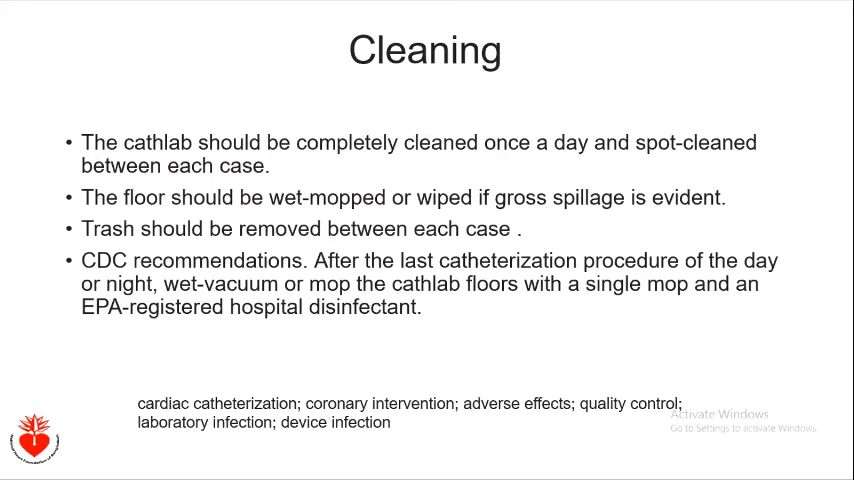 Cleaning
• The cathlab should be completely cleaned once a day and spot-cleaned
between each case.
• The floor should be wet-mopped or wiped if gross spillage is evident.
• Trash should be removed between each case .
• CDC recommendations. After the last catheterization procedure of the day
or night, wet-vacuum or mop the cathlab floors with a single mop and an
EPA-registered hospital disinfectant.
cardiac catheterization; coronary intervention; adverse effects; quality control;
laboratory infection; device infection
Activate Windows
Go to Settings to activate Windows.